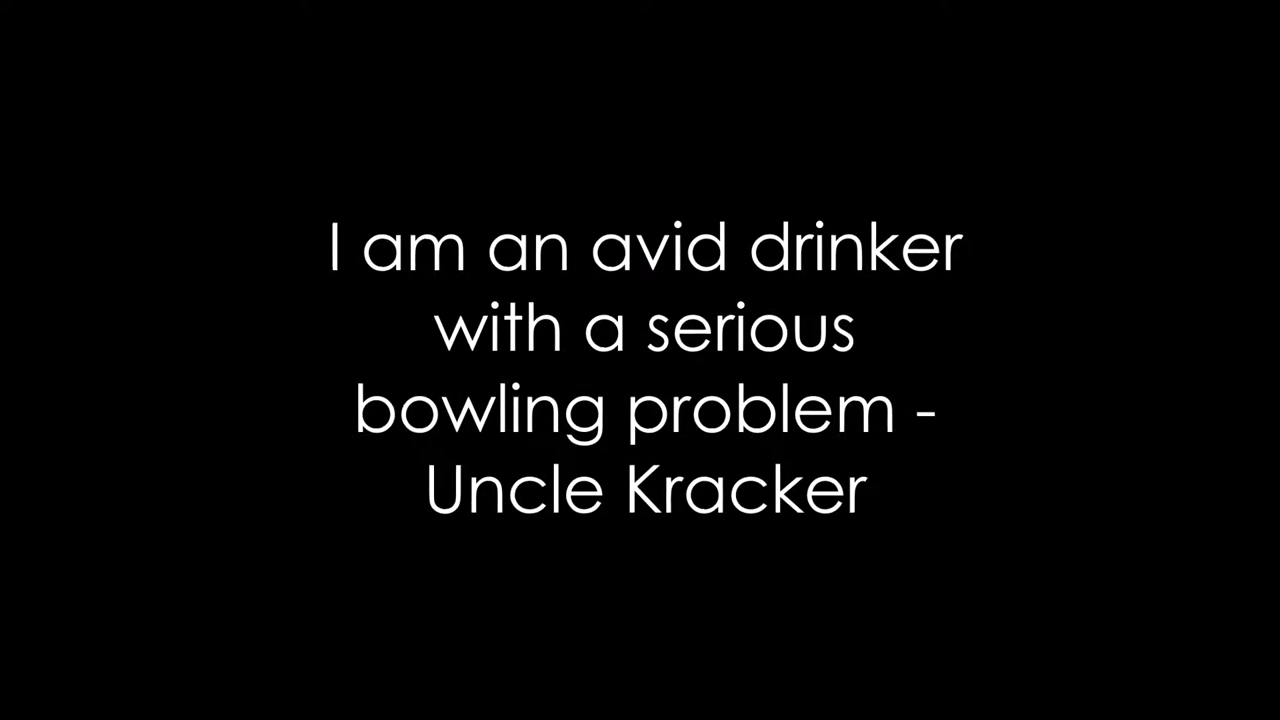 I am an avid drinker
with a serious
bowling problem -
Uncle Kracker